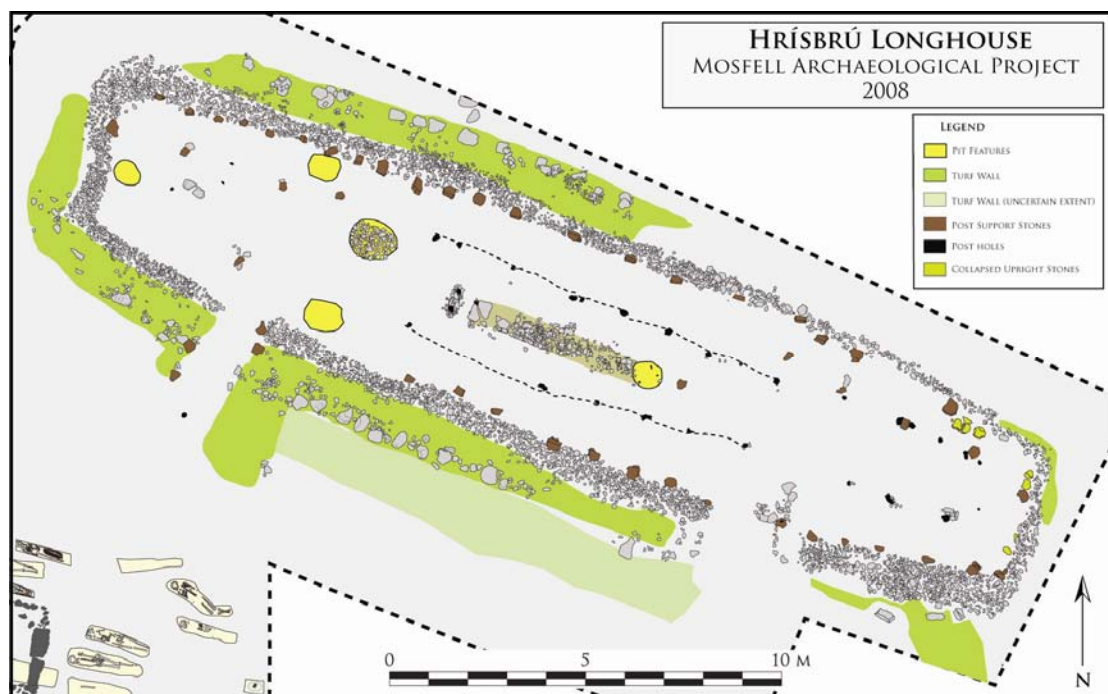 HRÍSBRÚ LONGHOUSE
MOSFELL ARCHAEOLOGICAL PROJECT
2008
LEGEND
PIT FEATURES
TURF WALL
TURF WALL (UNCERTAIN EXTENT)
POST SUPPORT STONES
POST HOLES
COLLAPSED UPRIGHT STONES
0 5 10 M
N